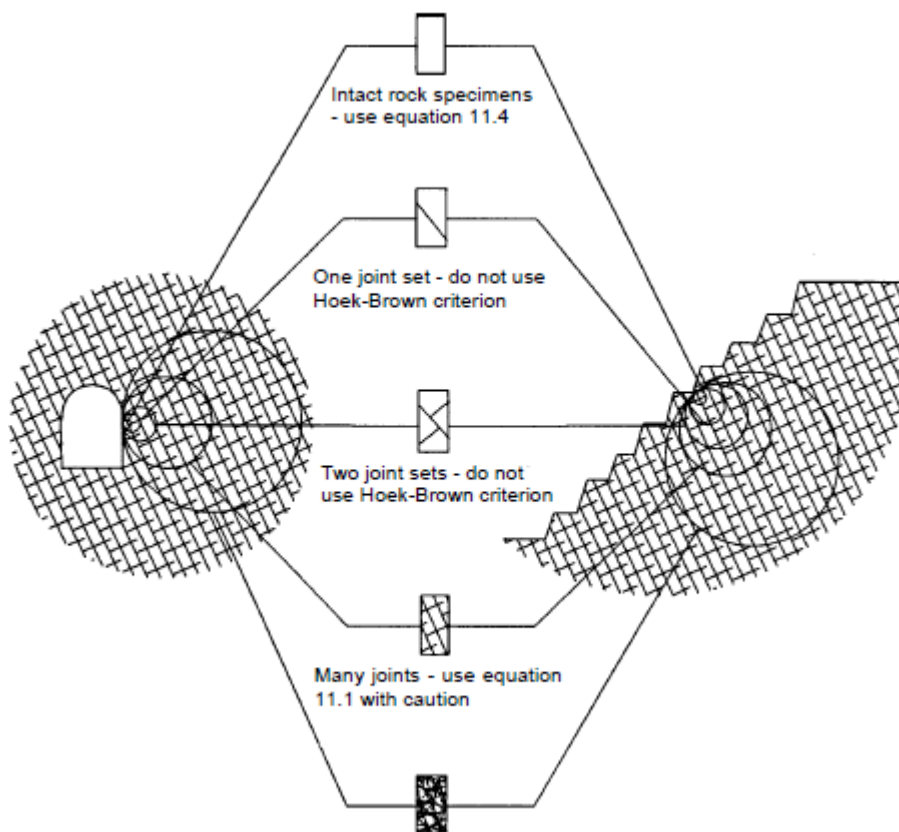 Intact rock specimens
- use equation 11.4
One joint set - do not use
Hoek-Brown criterion
Two joint sets - do not
use Hoek-Brown criterion
Many joints - use equation
11.1 with caution